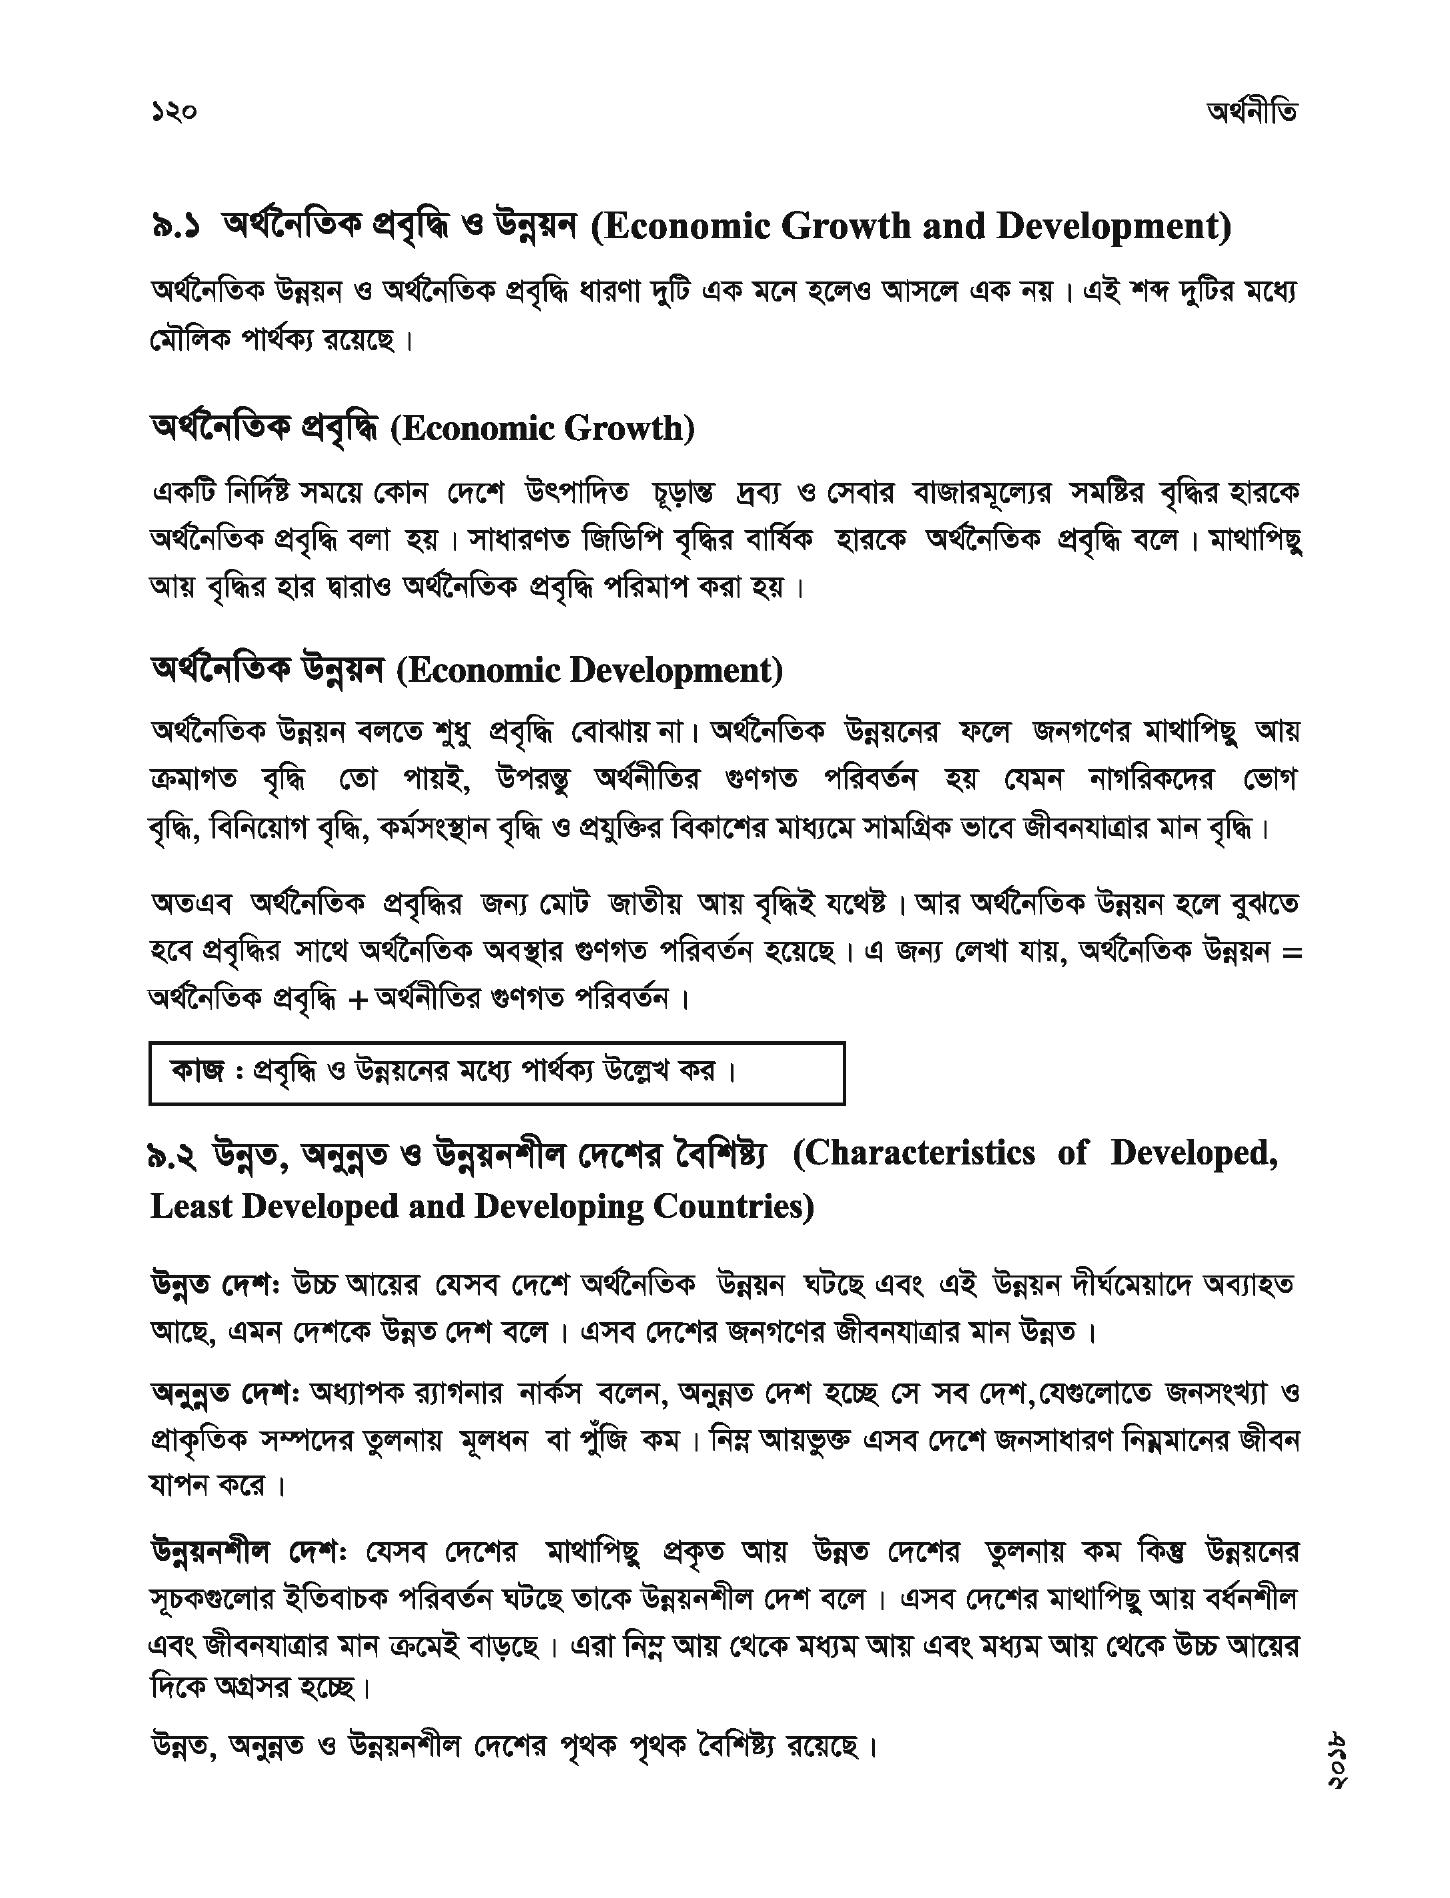 ১২০
অর্থনীতি
৯.১ অর্থনৈতিক প্রবৃদ্ধি ও উন্নয়ন (Economic Growth and Development)
অর্থনৈতিক উন্নয়ন ও অর্থনৈতিক প্রবৃদ্ধি ধারণা দুটি এক মনে হলেও আসলে এক নয়। এই শব্দ দুটির মধ্যে
মৌলিক পার্থক্য রয়েছে।
অর্থনৈতিক প্রবৃদ্ধি (Economic Growth)
একটি নির্দিষ্ট সময়ে কোন দেশে উৎপাদিত চূড়ান্ত দ্রব্য ও সেবার বাজারমূল্যের সমষ্টির বৃদ্ধির হারকে
অর্থনৈতিক প্রবৃদ্ধি বলা হয়। সাধারণত জিডিপি বৃদ্ধির বার্ষিক হারকে অর্থনৈতিক প্রবৃদ্ধি বলে। মাথাপিছু
আয় বৃদ্ধির হার দ্বারাও অর্থনৈতিক প্রবৃদ্ধি পরিমাপ করা হয়।
অর্থনৈতিক উন্নয়ন (Economic Development)
অর্থনৈতিক উন্নয়ন বলতে শুধু প্রবৃদ্ধি বোঝায় না। অর্থনৈতিক উন্নয়নের ফলে জনগণের মাথাপিছু আয়
ক্রমাগত বৃদ্ধি তো পায়ই, উপরন্তু অর্থনীতির গুণগত পরিবর্তন হয় যেমন নাগরিকদের ভোগ
বৃদ্ধি, বিনিয়োগ বৃদ্ধি, কর্মসংস্থান বৃদ্ধি ও প্রযুক্তির বিকাশের মাধ্যমে সামগ্রিক ভাবে জীবনযাত্রার মান বৃদ্ধি।
অতএব অর্থনৈতিক প্রবৃদ্ধির জন্য মোট জাতীয় আয় বৃদ্ধিই যথেষ্ট। আর অর্থনৈতিক উন্নয়ন হলে বুঝতে
হবে প্রবৃদ্ধির সাথে অর্থনৈতিক অবস্থার গুণগত পরিবর্তন হয়েছে। এ জন্য লেখা যায়, অর্থনৈতিক উন্নয়ন =
অর্থনৈতিক প্রবৃদ্ধি + অর্থনীতির গুণগত পরিবর্তন।
কাজ : প্রবৃদ্ধি ও উন্নয়নের মধ্যে পার্থক্য উল্লেখ কর।
৯.২ উন্নত, অনুন্নত ও উন্নয়নশীল দেশের বৈশিষ্ট্য (Characteristics of Developed,
Least Developed and Developing Countries)
উন্নত দেশ: উচ্চ আয়ের যেসব দেশে অর্থনৈতিক উন্নয়ন ঘটছে এবং এই উন্নয়ন দীর্ঘমেয়াদে অব্যাহত
আছে, এমন দেশকে উন্নত দেশ বলে। এসব দেশের জনগণের জীবনযাত্রার মান উন্নত।
অনুন্নত দেশ: অধ্যাপক র‍্যাগনার নার্কস বলেন, অনুন্নত দেশ হচ্ছে সে সব দেশ,যেগুলোতে জনসংখ্যা ও
প্রাকৃতিক সম্পদের তুলনায় মূলধন বা পুঁজি কম। নিম্ন আয়ভুক্ত এসব দেশে জনসাধারণ নিম্নমানের জীবন
যাপন করে।
উন্নয়নশীল দেশ: যেসব দেশের মাথাপিছু প্রকৃত আয় উন্নত দেশের তুলনায় কম কিন্তু উন্নয়নের
সূচকগুলোর ইতিবাচক পরিবর্তন ঘটছে তাকে উন্নয়নশীল দেশ বলে। এসব দেশের মাথাপিছু আয় বর্ধনশীল
এবং জীবনযাত্রার মান ক্রমেই বাড়ছে। এরা নিম্ন আয় থেকে মধ্যম আয় এবং মধ্যম আয় থেকে উচ্চ আয়ের
দিকে অগ্রসর হচ্ছে।
উন্নত, অনুন্নত ও উন্নয়নশীল দেশের পৃথক পৃথক বৈশিষ্ট্য রয়েছে।
২০১৮